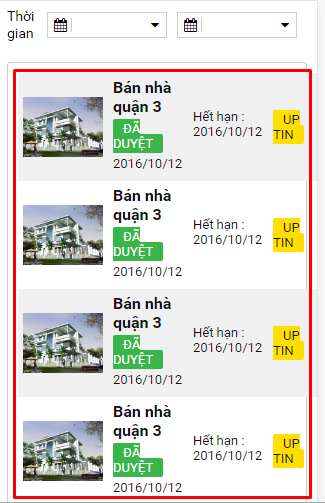 Thời
gian
Bán nhà
quận 3
ĐÃ
DUYỆT
2016/10/12
Hết hạn :
2016/10/12
UP
TIN
Bán nhà
quận 3
ĐÃ
DUYỆT
2016/10/12
Hết hạn :
2016/10/12
UP
TIN
Bán nhà
quận 3
ĐÃ
DUYỆT
2016/10/12
Hết hạn :
2016/10/12
UP
TIN
Bán nhà
quận 3
ĐÃ
DUYỆT
2016/10/12
Hết hạn :
2016/10/12
UP
TIN